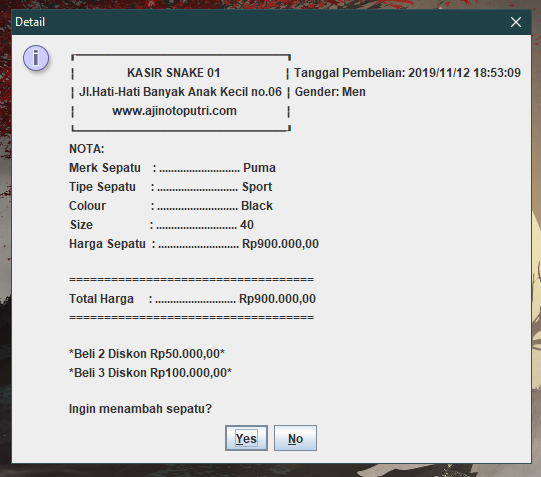 Detail
KASIR SNAKE 01 | Tanggal Pembelian: 2019/11/12 18:53:09
| Jl.Hati-Hati Banyak Anak Kecil no.06 | Gender: Men
www.ajinotoputri.com
NOTA:
Merk Sepatu : ........................... Puma
Tipe Sepatu : ........................... Sport
Colour : ........................... Black
Size : ........................... 40
Harga Sepatu : ........................... Rp900.000,00
===================================
Total Harga : ........................... Rp900.000,00
===================================
*Beli 2 Diskon Rp50.000,00*
*Beli 3 Diskon Rp100.000,00*
Ingin menambah sepatu?
Yes No